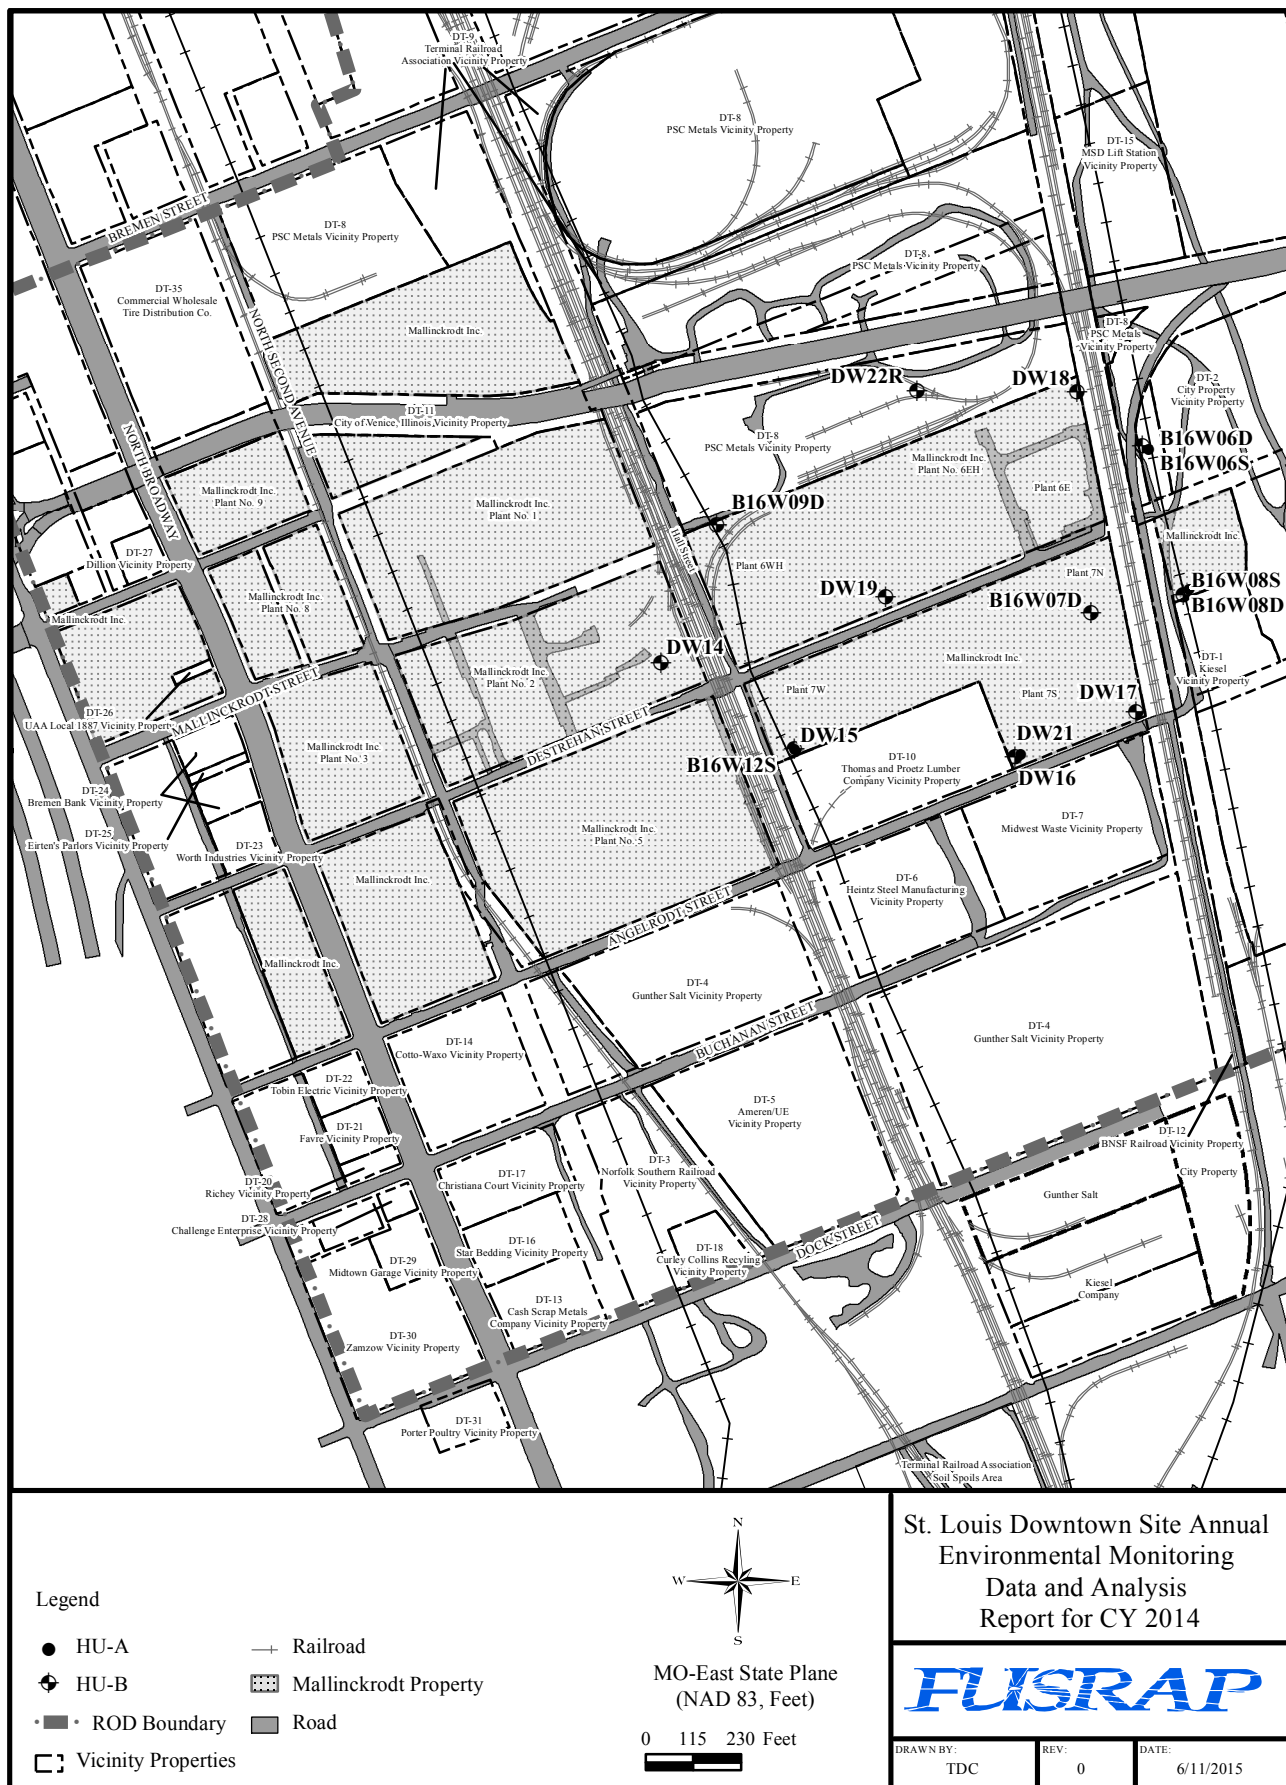 DT-9
Terminal Railroad
Association Vicinity Property
DT-8
PSC Metals Vicinity Property
DT-15
MSD Lift Station
Vicinity Property
BREMEN STREET
DT-8
PSC Metals Vicinity Property
DT-8
PSC Metals Vicinity Property
DT-35
Commercial Wholesale
Tire Distribution Co.
NORTH SECOND AVENUE
Mallinckrodt Inc.
DT-8
PSC Metals
Vicinity Property
DW22R
DW18
DT-2
City Property
Vicinity Property
DT-11
City of Venice, Illinois Vicinity Property
NORTH BROADWAY
DT-8
PSC Metals Vicinity Property
B16W06D
B16W06S
Mallinckrodt Inc.
Plant No. 6EH
Plant 6E
Mallinckrodt Inc.
Plant No. 9
Mallinckrodt Inc.
Plant No. 1
B16W09D
Hall Street
Mallinckrodt Inc.
DT-27
Dillion Vicinity Property
Plant 6WH
Plant 7N
DW19
B16W07D
B16W08S
B16W08D
Mallinckrodt Inc.
Plant No. 8
Mallinckrodt Inc.
DW14
Mallinckrodt Inc.
DT-1
Kiesel
Vicinity Property
Mallinckrodt Inc.
Plant No. 2
MALLINCKRODT STREET
Plant 7W
Plant 7S
DW17
DT-26
UAA Local 1887 Vicinity Property
DESTREHAN STREET
DW15
DW21
B16W12S
DW16
Mallinckrodt Inc.
Plant No. 3
DT-10
Thomas and Proetz Lumber
Company Vicinity Property
DT-24
Bremen Bank Vicinity Property
DT-25
Eirten's Parlors Vicinity Property
DT-23
Worth Industries Vicinity Property
Mallinckrodt Inc.
Plant No. 5
DT-7
Midwest Waste Vicinity Property
Mallinckrodt Inc.
DT-6
Heintz Steel Manufacturing
Vicinity Property
ANGELRODT STREET
Mallinckrodt Inc.
DT-4
Gunther Salt Vicinity Property
BUCHANAN STREET
DT-4
Gunther Salt Vicinity Property
DT-14
Cotto-Waxo Vicinity Property
DT-22
Tobin Electric Vicinity Property
DT-5
Ameren/UE
Vicinity Property
DT-21
Favre Vicinity Property
DT-12
BNSF Railroad Vicinity Property
DT-3
Norfolk Southern Railroad
Vicinity Property
DT-17
Christiana Court Vicinity Property
City Property
DT-20
Richey Vicinity Property
Gunther Salt
DT-28
Challenge Enterprise Vicinity Property
DOCK STREET
DT-16
Star Bedding Vicinity Property
DT-18
Curley Collins Recyling
Vicinity Property
DT-29
Midtown Garage Vicinity Property
Kiesel
Company
DT-13
Cash Scrap Metals
Company Vicinity Property
DT-30
Zamzow Vicinity Property
DT-31
Porter Poultry Vicinity Property
Terminal Railroad Association
Soil Spoils Area
Legend
HU-A
HU-B
ROD Boundary
Vicinity Properties
Railroad
Mallinckrodt Property
Road
N
W E
S
MO-East State Plane
(NAD 83, Feet)
0 115 230 Feet
St. Louis Downtown Site Annual
Environmental Monitoring
Data and Analysis
Report for CY 2014
FUSRAP
DRAWN BY:
TDC
REV:
0
DATE:
6/11/2015